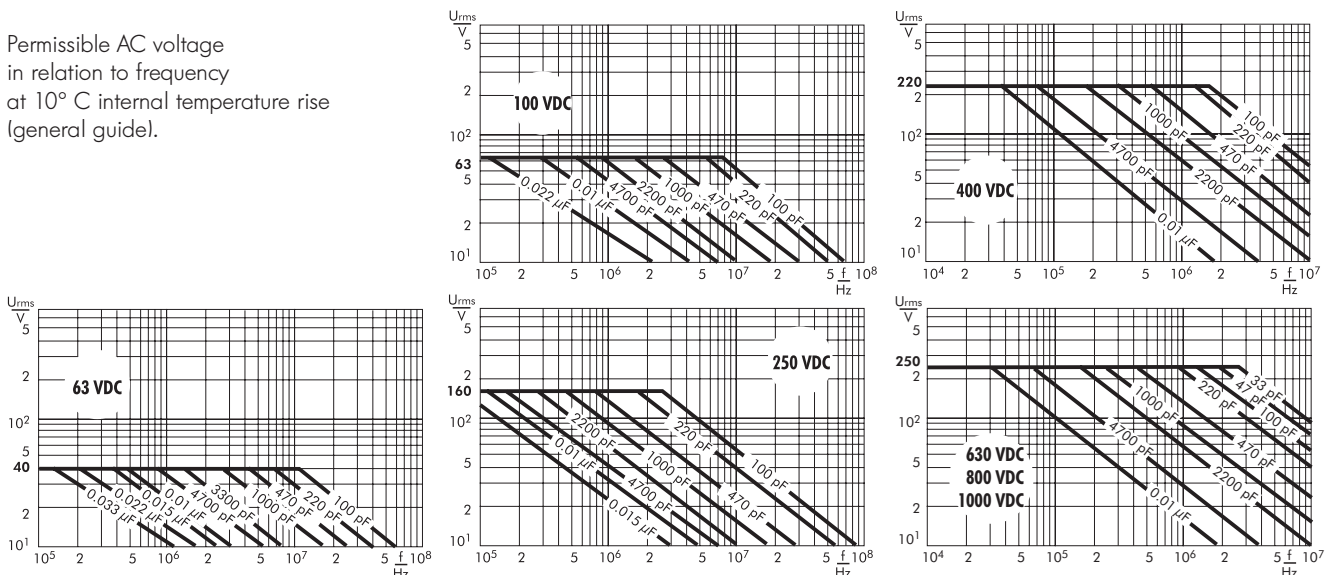 Permissible AC voltage
in relation to frequency
at 10° C internal temperature rise
(general guide).
Urms
V
5
2
10²
63
5
2
10¹
100 VDC
0.022 µF
0.01 µF
4700 pF
2200 pF
1000 pF
470 pF
220 pF
100 pF
10⁵ 2 5 10⁶ 2 5 10⁷ 2 5 f/Hz 10⁸
Urms
V
5
220
2
10²
5
2
10¹
400 VDC
100 pF
220 pF
470 pF
1000 pF
2200 pF
4700 pF
0.01 µF
10⁴ 2 5 10⁵ 2 5 10⁶ 2 5 f/Hz 10⁷
Urms
V
5
2
10²
5
40
2
10¹
63 VDC
0.033 µF
0.022 µF
0.015 µF
0.01 µF
4700 pF
3300 pF
1000 pF
470 pF
220 pF
100 pF
10⁵ 2 5 10⁶ 2 5 10⁷ 2 5 f/Hz 10⁸
Urms
V
5
2
160
10²
5
2
10¹
250 VDC
2200 pF
0.01 µF
1000 pF
4700 pF
0.015 µF
220 pF
470 pF
100 pF
10⁵ 2 5 10⁶ 2 5 10⁷ 2 5 f/Hz 10⁸
Urms
V
5
250
2
10²
5
2
10¹
630 VDC
800 VDC
1000 VDC
33 pF
47 pF
100 pF
220 pF
470 pF
1000 pF
2200 pF
4700 pF
0.01 µF
10⁴ 2 5 10⁵ 2 5 10⁶ 2 5 f/Hz 10⁷